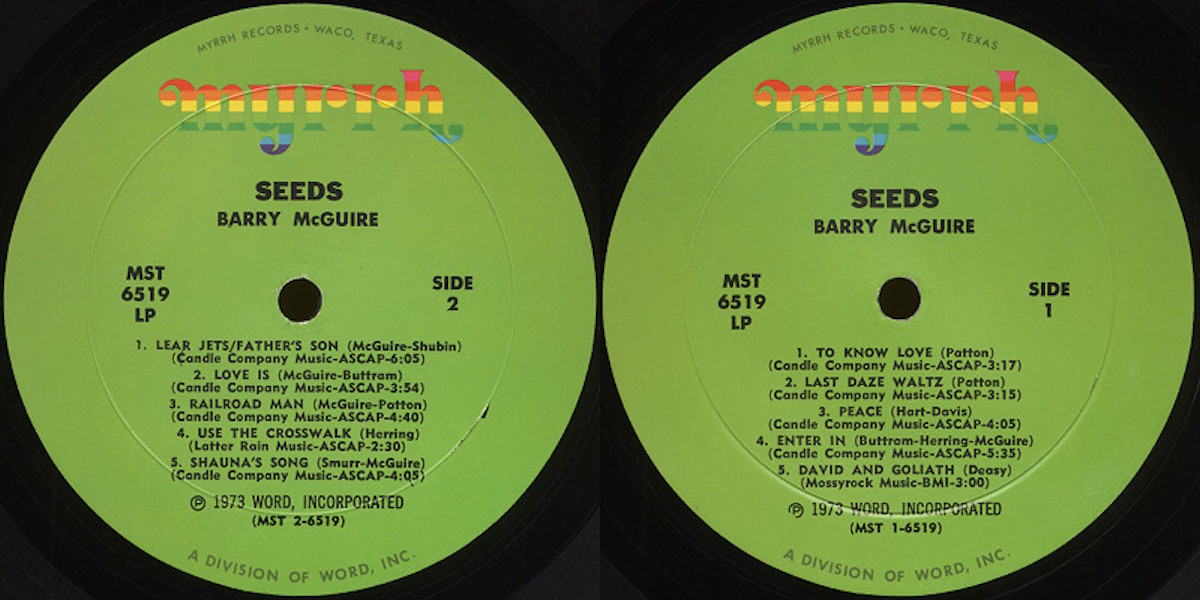 MYRRH RECORDS • WACO, TEXAS
myrrh
SEEDS
BARRY McGUIRE
MST
6519
LP
SIDE
2
1. LEAR JETS/FATHER'S SON (McGuire-Shubin)
(Candle Company Music-ASCAP-6:05)
2. LOVE IS (McGuire-Buttram)
(Candle Company Music-ASCAP-3:54)
3. RAILROAD MAN (McGuire-Patton)
(Candle Company Music-ASCAP-4:40)
4. USE THE CROSSWALK (Herring)
(Latter Rain Music-ASCAP-2:30)
5. SHAUNA'S SONG (Smurr-McGuire)
(Candle Company Music-ASCAP-4:05)
℗ 1973 WORD, INCORPORATED
(MST 2-6519)
A DIVISION OF WORD, INC.
MYRRH RECORDS • WACO, TEXAS
myrrh
SEEDS
BARRY McGUIRE
MST
6519
LP
SIDE
1
1. TO KNOW LOVE (Patton)
(Candle Company Music-ASCAP-3:17)
2. LAST DAZE WALTZ (Patton)
(Candle Company Music-ASCAP-3:15)
3. PEACE (Hart-Davis)
(Candle Company Music-ASCAP-4:05)
4. ENTER IN (Buttram-Herring-McGuire)
(Candle Company Music-ASCAP-5:35)
5. DAVID AND GOLIATH (Deasy)
(Mossyrock Music-BMI-3:00)
℗ 1973 WORD, INCORPORATED
(MST 1-6519)
A DIVISION OF WORD, INC.